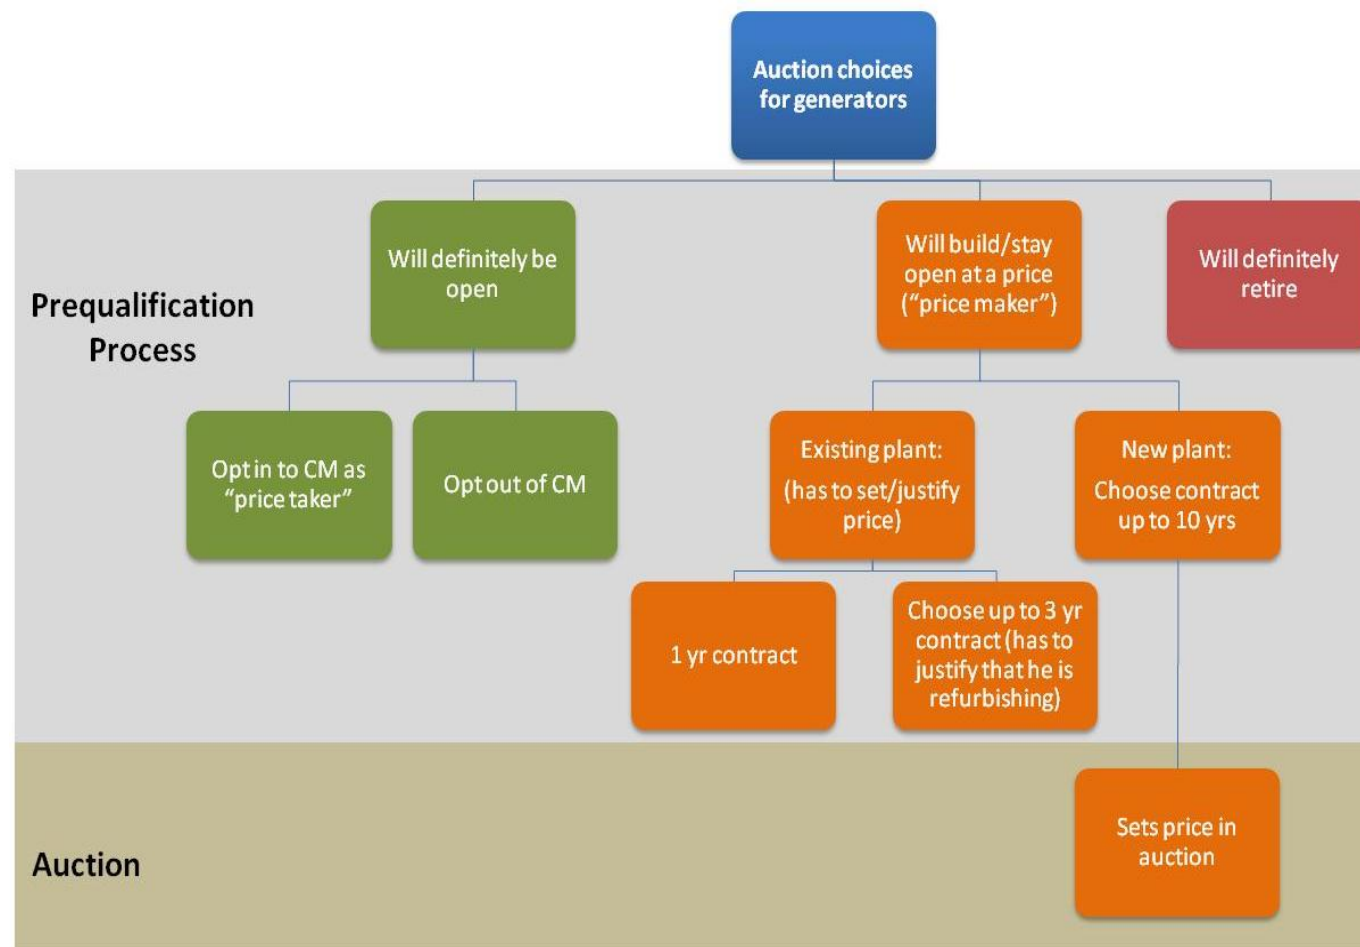 Auction choices
for generators
Will definitely be
open
Will build/stay
open at a price
(“price maker”)
Will definitely
retire
Prequalification
Process
Opt in to CM as
“price taker”
Opt out of CM
Existing plant:
(has to set/justify
price)
New plant:
Choose contract
up to 10 yrs
1 yr contract
Choose up to 3 yr
contract (has to
justify that he is
refurbishing)
Auction
Sets price in
auction